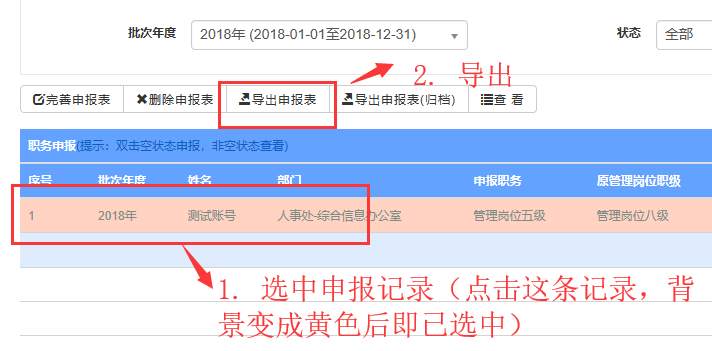 批次年度 2018年 (2018-01-01至2018-12-31) 状态 全部
2. 导出
完善申报表 删除申报表 导出申报表 导出申报表(归档) 查 看
职务申报(提示：双击空状态申报，非空状态查看)
序号 批次年度 姓名 部门 申报职务 原管理岗位职级
1 2018年 测试账号 人事处-综合信息办公室 管理岗位五级 管理岗位八级
1. 选中申报记录（点击这条记录，背
景变成黄色后即已选中）